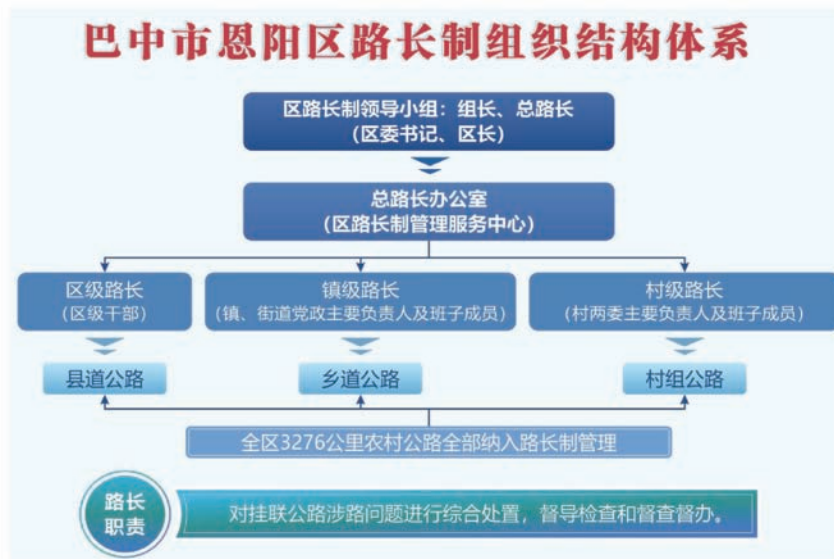 巴中市恩阳区路长制组织结构体系
区路长制领导小组：组长、总路长
(区委书记、区长)
总路长办公室
(区路长制管理服务中心)
区级路长
(区级干部)
镇级路长
(镇、街道党政主要负责人及班子成员)
村级路长
(村两委主要负责人及班子成员)
县道公路
乡道公路
村组公路
全区3276公里农村公路全部纳入路长制管理
路长
职责
对挂联公路涉路问题进行综合处置，督导检查和督查督办。